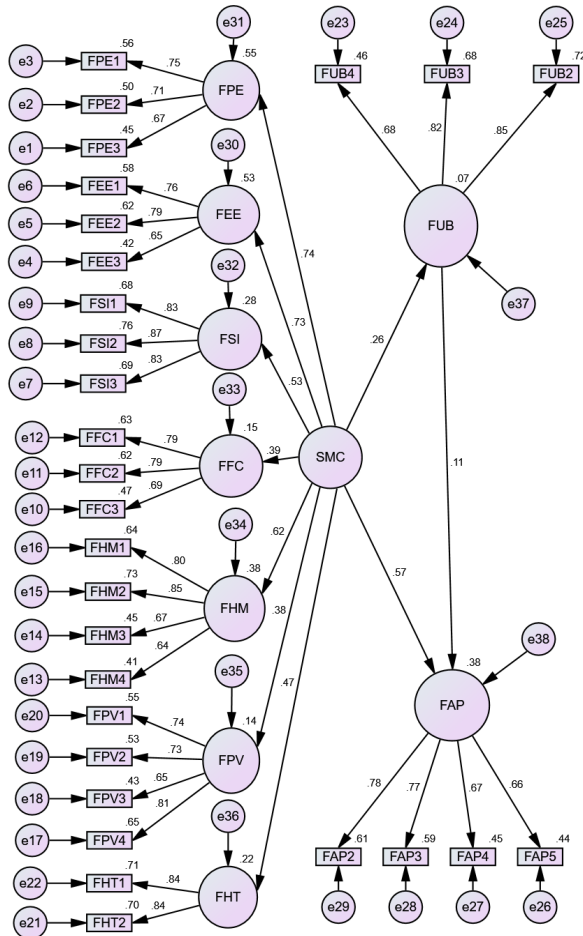 e31
e23
e24
e25
.56
.55
e3
FPE1
.75
.46
.68
.72
FUB4
FUB3
FUB2
.50
FPE
e2
FPE2
.71
.67
.45
e1
FPE3
.68
.82
.85
e30
.58
e6
FEE1
.76
.53
.07
.62
e5
FEE2
.79
FEE
FUB
.42
.65
e4
FEE3
.74
e32
.68
e9
FSI1
.83
.28
e37
.73
.76
e8
FSI2
.87
FSI
.26
.69
.83
.53
e7
FSI3
e33
.63
.15
e12
FFC1
.79
.39
SMC
.62
e11
FFC2
.79
FFC
.47
.69
e10
FFC3
.11
e34
.64
.62
e16
FHM1
.80
.38
.57
.73
e15
FHM2
.85
FHM
.38
.45
.67
e14
FHM3
.47
.64
e38
.41
.38
e13
FHM4
e35
.55
FAP
e20
FPV1
.74
.14
.53
.73
e19
FPV2
FPV
.43
.65
e18
FPV3
.78
.77
.67
.66
.81
e36
.65
e17
FPV4
.61
.59
.45
.44
.71
.22
FAP2
FAP3
FAP4
FAP5
e22
FHT1
.84
FHT
.70
.84
e29
e28
e27
e26
e21
FHT2